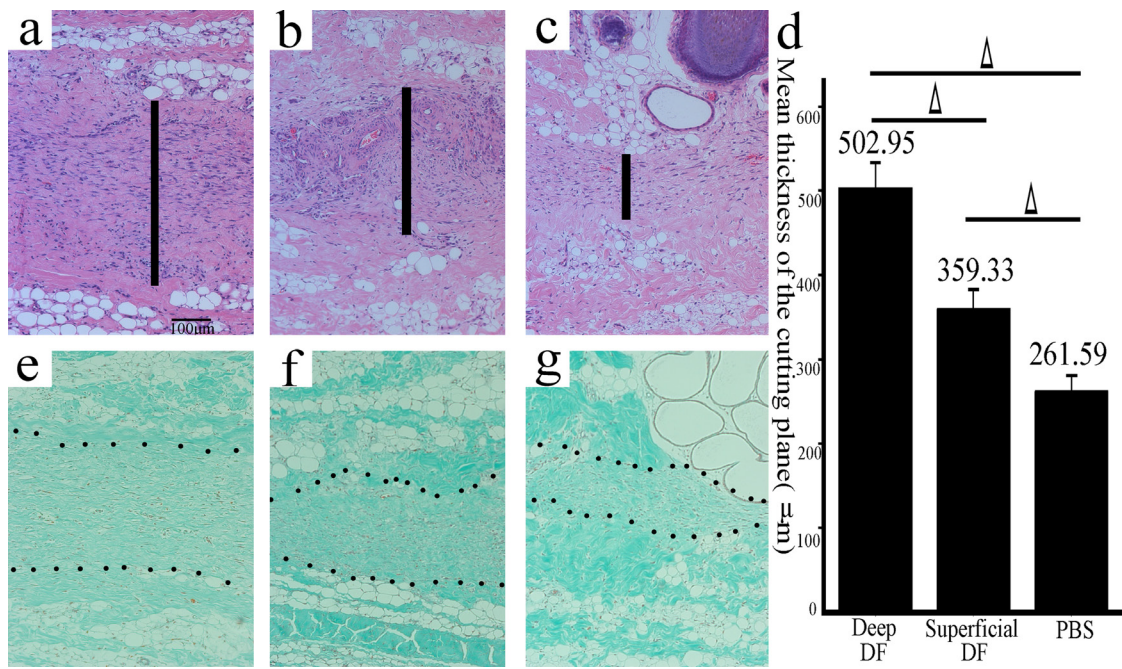 a
b
c
d
100μm
e
f
g
Mean thickness of the cutting plane( μ-m)
600
500
400
300
200
100
0
502.95
359.33
261.59
Deep
DF
Superficial
DF
PBS